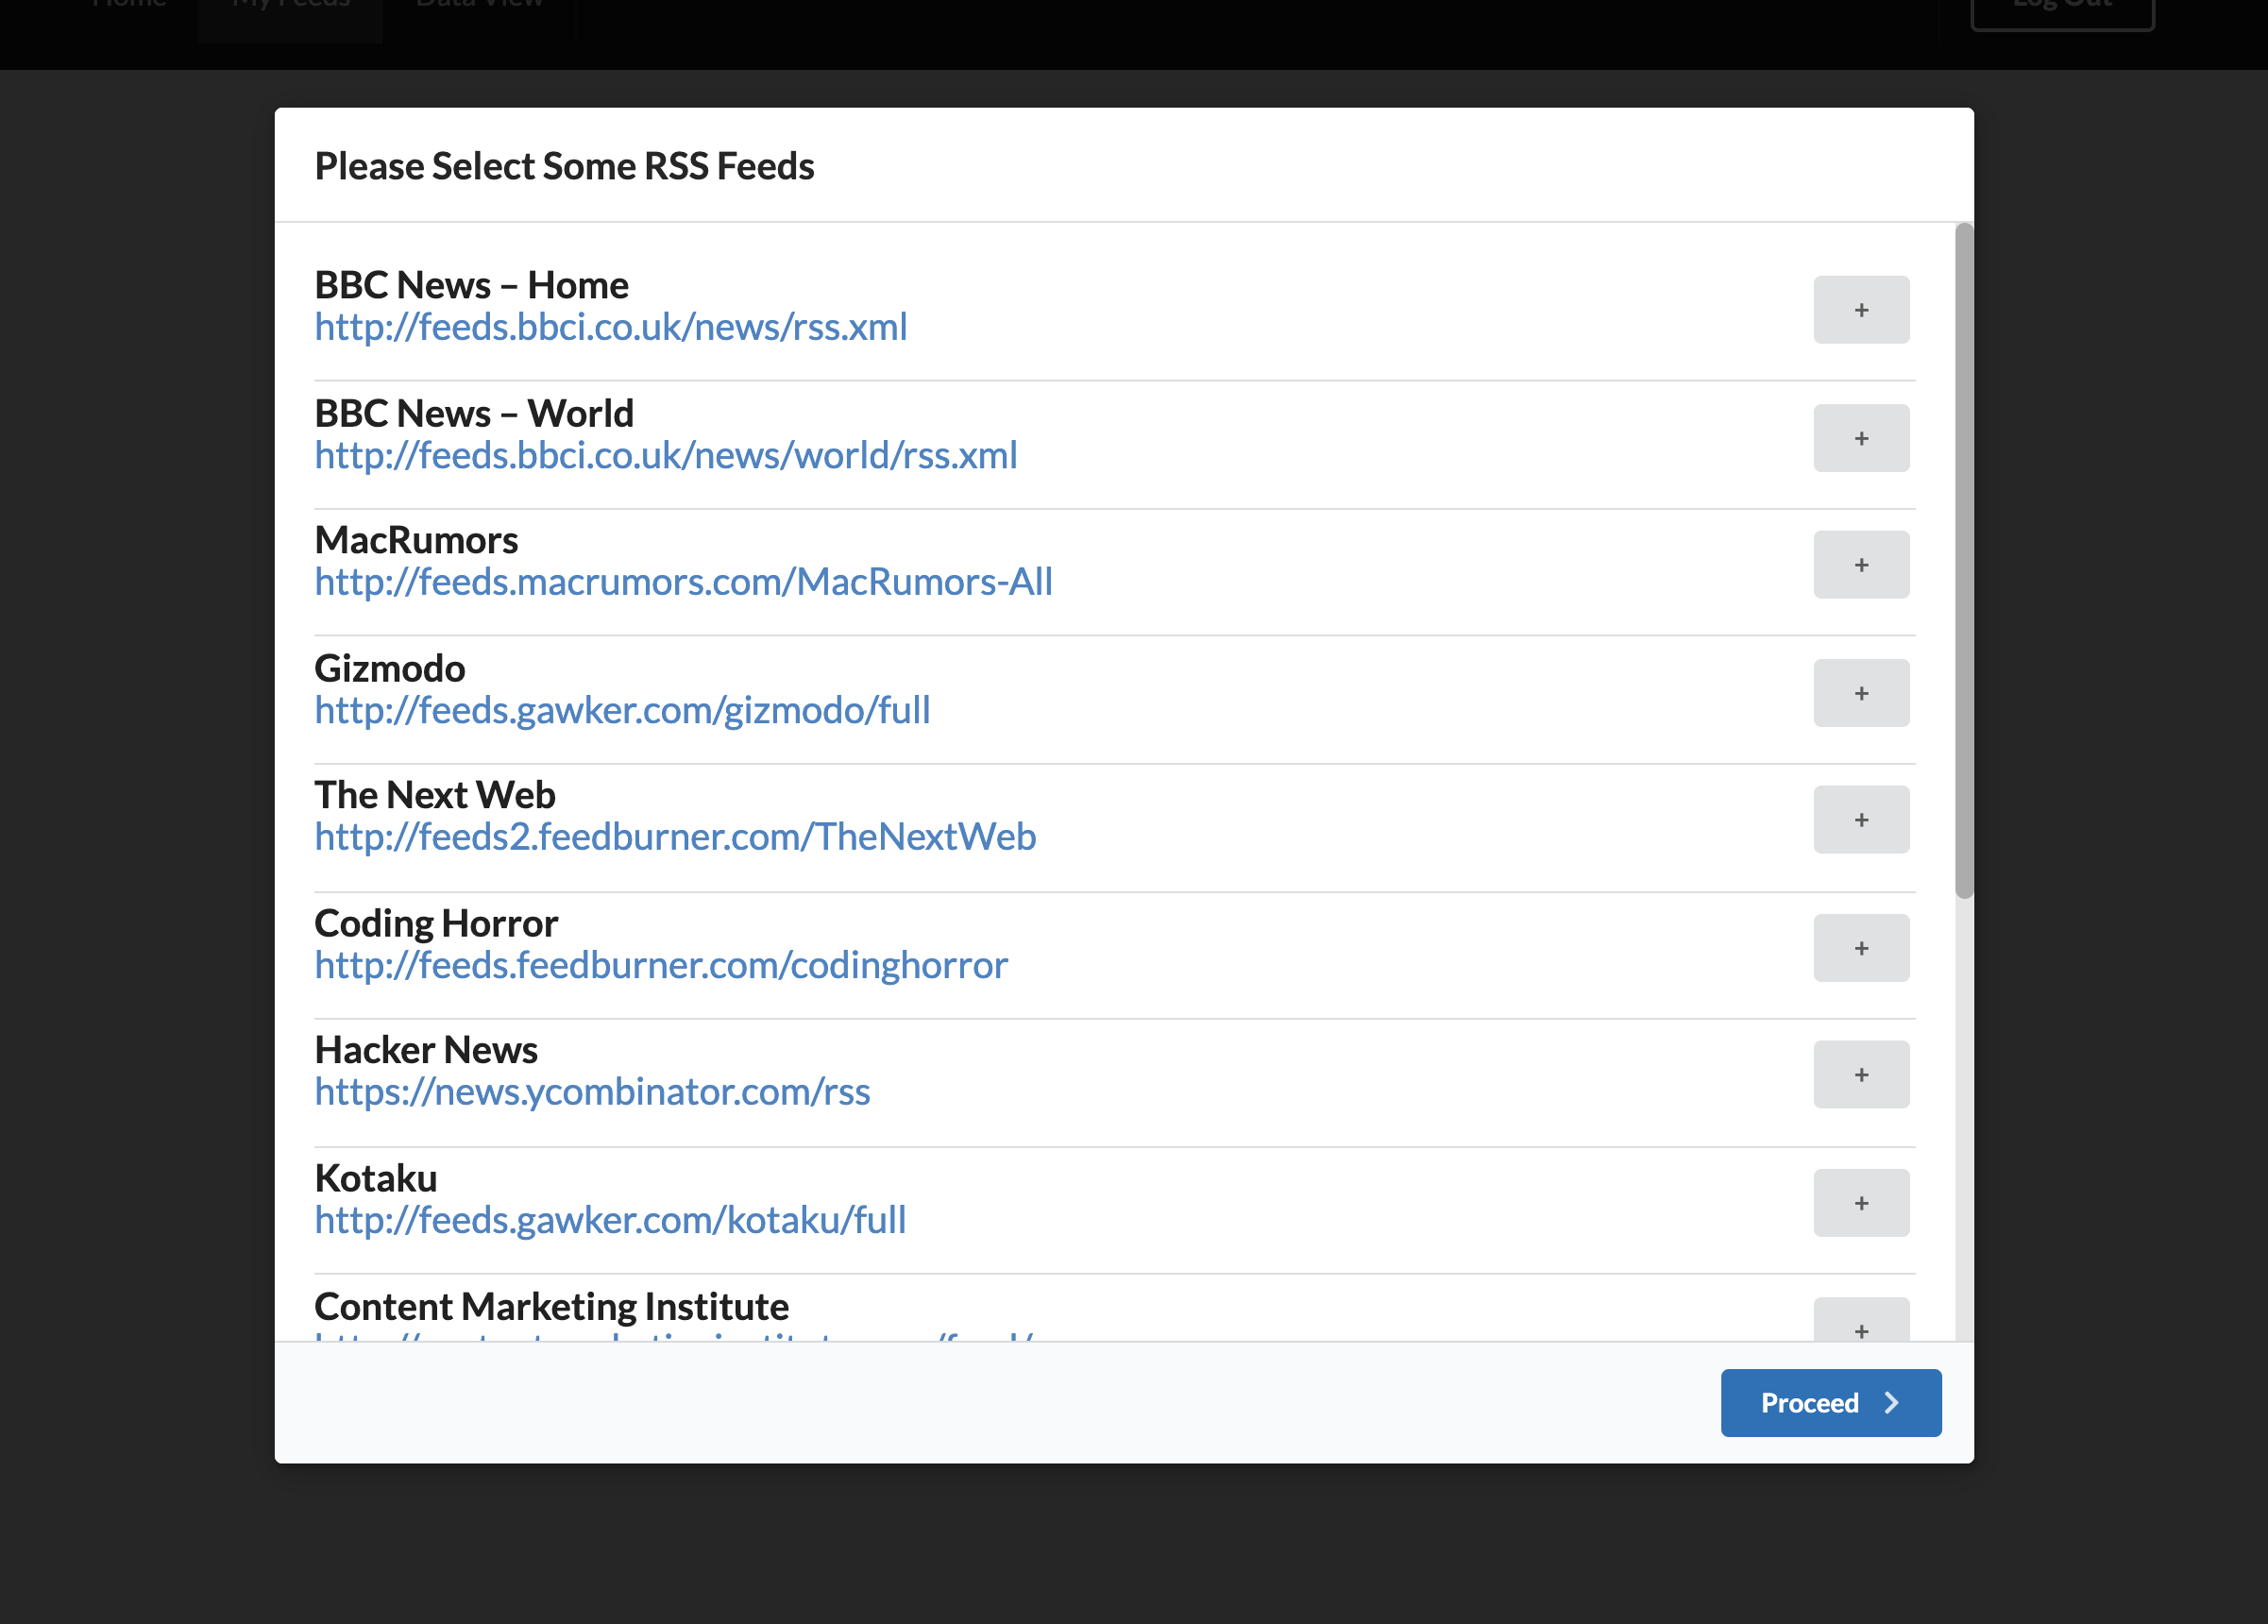 Home My Feeds Data View Log Out
Please Select Some RSS Feeds
BBC News – Home
http://feeds.bbci.co.uk/news/rss.xml
+
BBC News – World
http://feeds.bbci.co.uk/news/world/rss.xml
+
MacRumors
http://feeds.macrumors.com/MacRumors-All
+
Gizmodo
http://feeds.gawker.com/gizmodo/full
+
The Next Web
http://feeds2.feedburner.com/TheNextWeb
+
Coding Horror
http://feeds.feedburner.com/codinghorror
+
Hacker News
https://news.ycombinator.com/rss
+
Kotaku
http://feeds.gawker.com/kotaku/full
+
Content Marketing Institute
+
Proceed